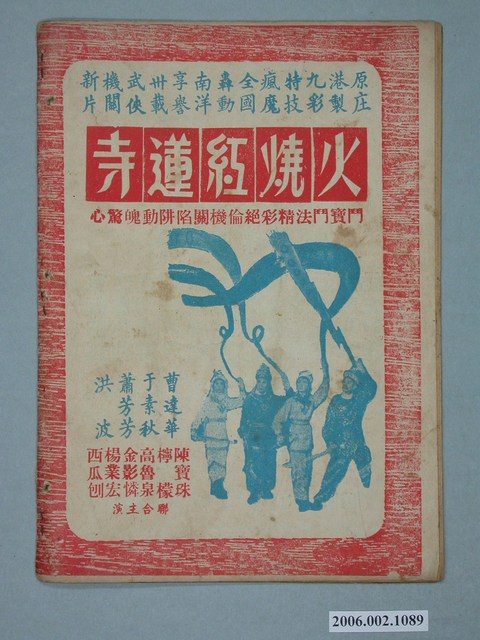 原庄
港製
九彩
特技
瘋魔
全國
轟動
南洋
享譽
卅載
武俠
機關
新片
火燒紅蓮寺
鬥寶鬥法精彩絕倫機關陷阱動魄驚心
曹達華
于素秋
蕭芳芳
洪波
陳寶珠
檸檬
高魯泉
金影憐
楊業宏
西瓜刨
聯合主演
2006.002.1089